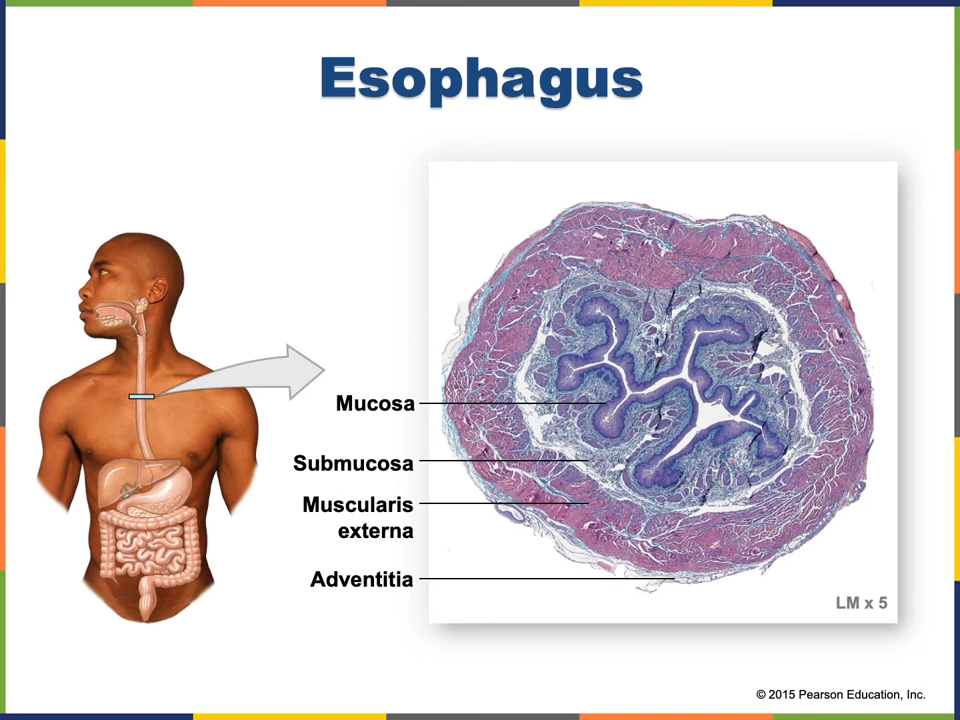 Esophagus
Mucosa
Submucosa
Muscularis
externa
Adventitia
LM x 5
© 2015 Pearson Education, Inc.